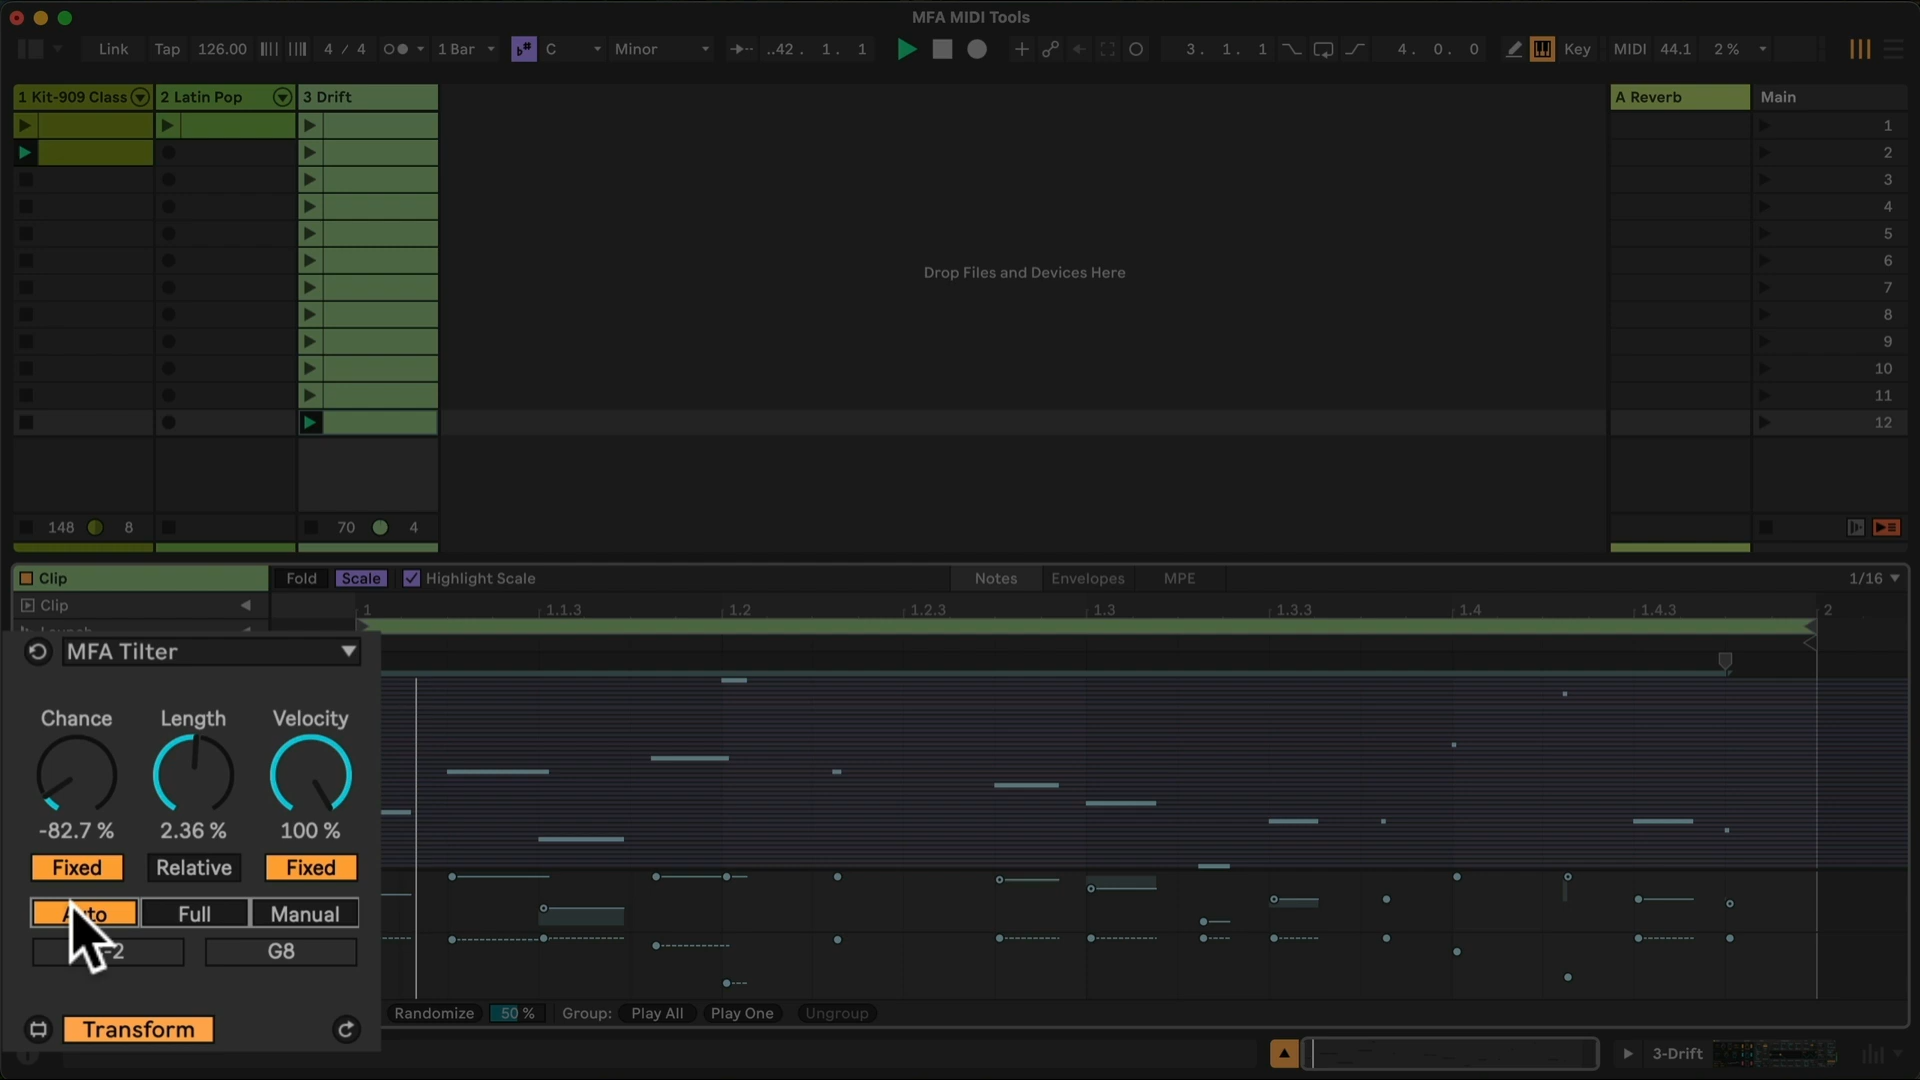 MFA MIDI Tools
Link Tap 126.00 4 / 4 1 Bar C Minor ..42. 1. 1 3. 1. 1 4. 0. 0 Key MIDI 44.1 2 %
1 Kit-909 Class 2 Latin Pop 3 Drift A Reverb Main
1
2
3
4
5
6
7
8
9
10
11
12
Drop Files and Devices Here
148 8 70 4
Clip Fold Scale Highlight Scale Notes Envelopes MPE 1/16
Clip 1 1.1.3 1.2 1.2.3 1.3 1.3.3 1.4 1.4.3 2
MFA Tilter
Chance Length Velocity
-82.7 % 2.36 % 100 %
Fixed Relative Fixed
Auto Full Manual
G8
Transform
Randomize 50 % Group: Play All Play One Ungroup
3-Drift